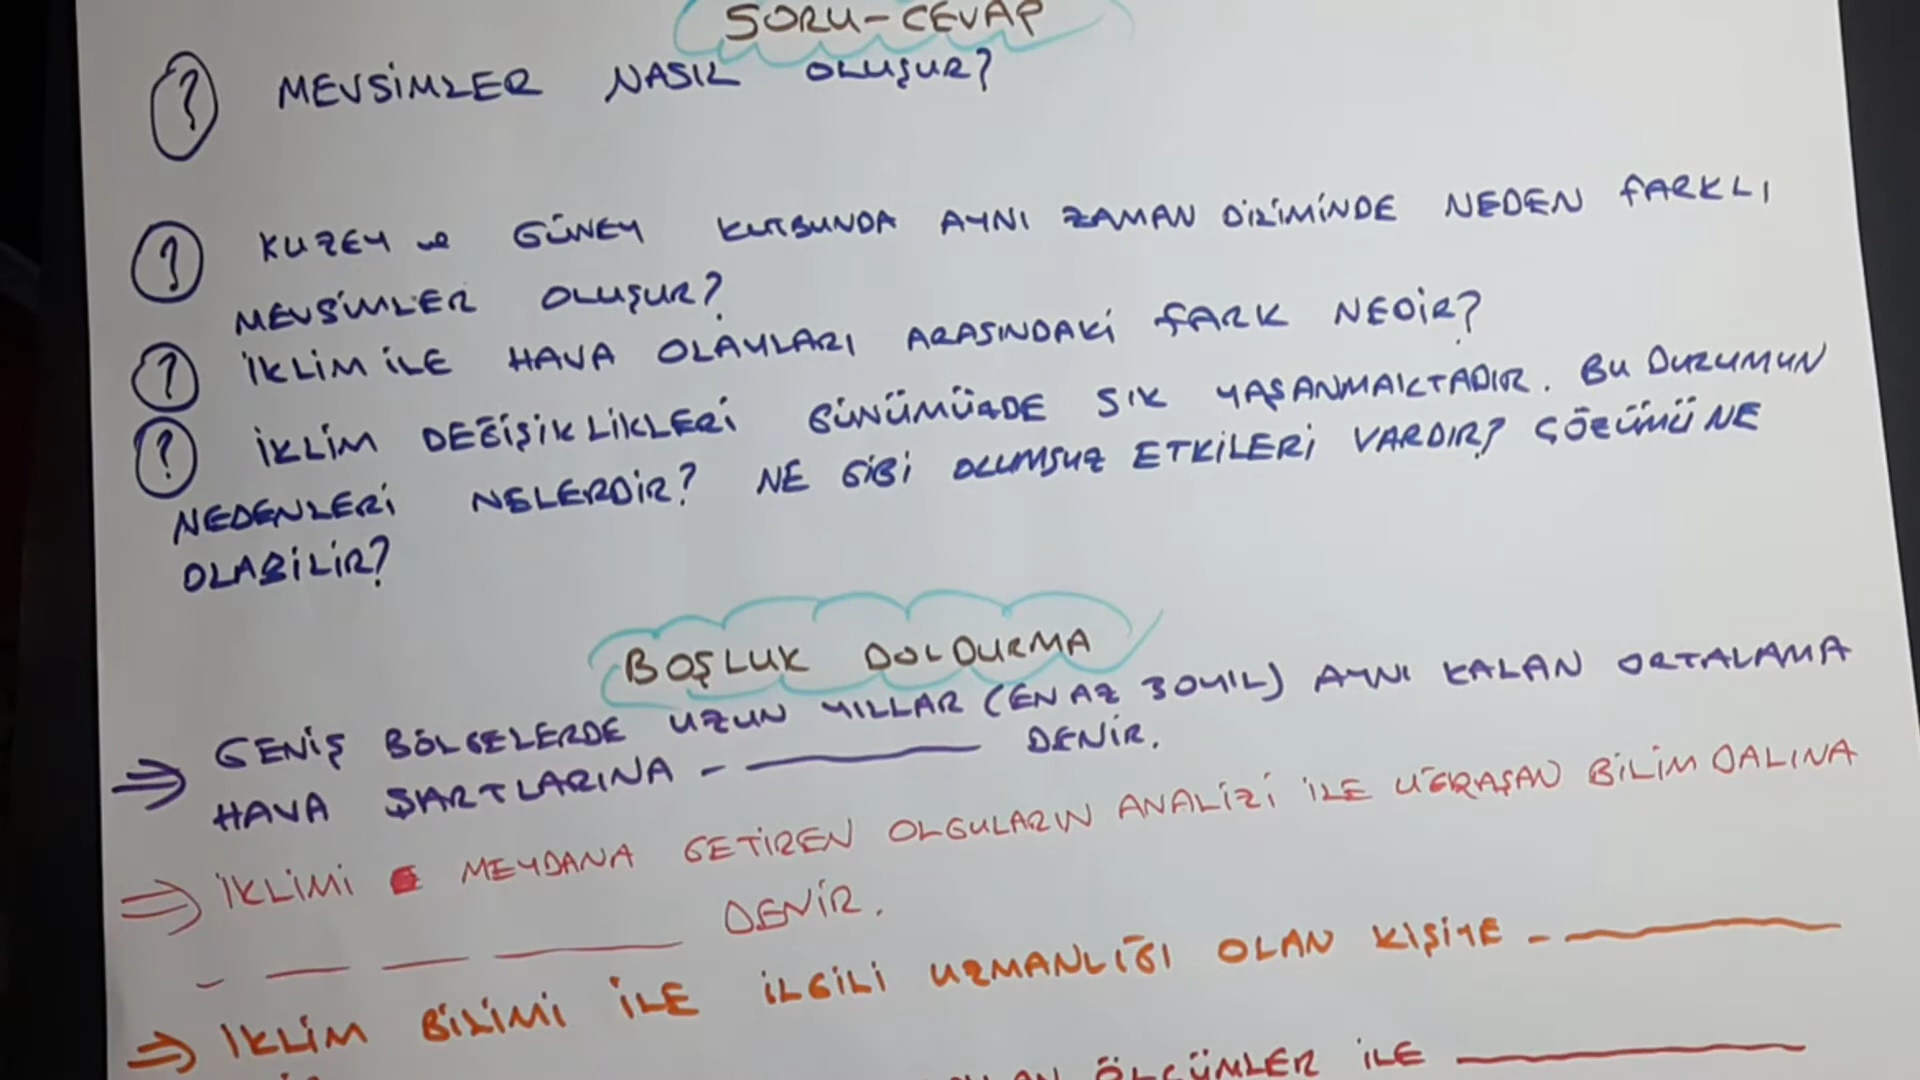 SORU-CEVAP
? MEVSİMLER NASIL OLUŞUR?
? KUZEY ve GÜNEY KUTBUNDA AYNI ZAMAN DİLİMİNDE NEDEN FARKLI
MEVSİMLER OLUŞUR?
? İKLİM İLE HAVA OLAYLARI ARASINDAKİ FARK NEDİR?
? İKLİM DEĞİŞİKLİKLERİ GÜNÜMÜZDE SIK YAŞANMAKTADIR. BU DURUMUN
NEDENLERİ NELERDİR? NE GİBİ OLUMSUZ ETKİLERİ VARDIR? ÇÖZÜMÜ NE
OLABİLİR?
BOŞLUK DOLDURMA
⇒ GENİŞ BÖLGELERDE UZUN YILLAR (EN AZ 30 YIL) AYNI KALAN ORTALAMA
HAVA ŞARTLARINA ________ DENİR.
⇒ İKLİMİ MEYDANA GETİREN OLGULARIN ANALİZİ İLE UĞRAŞAN BİLİM DALINA
________ DENİR.
⇒ İKLİM BİLİMİ İLE İLGİLİ UZMANLIĞI OLAN KİŞİYE ________
ÖLÇÜMLER İLE ________